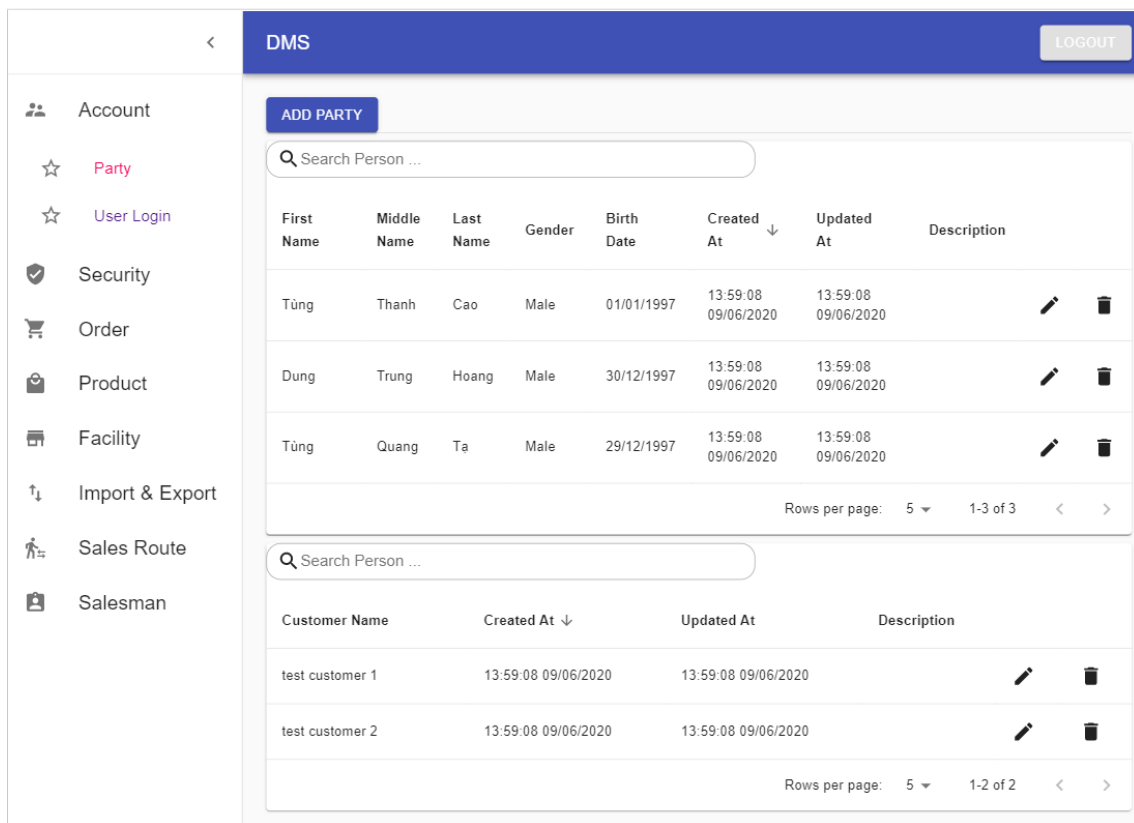 DMS
LOGOUT
Account
Party
User Login
Security
Order
Product
Facility
Import & Export
Sales Route
Salesman
ADD PARTY
Search Person ...
First Name Middle Name Last Name Gender Birth Date Created At Updated At Description
Tùng Thanh Cao Male 01/01/1997 13:59:08 09/06/2020 13:59:08 09/06/2020
Dung Trung Hoang Male 30/12/1997 13:59:08 09/06/2020 13:59:08 09/06/2020
Tùng Quang Tạ Male 29/12/1997 13:59:08 09/06/2020 13:59:08 09/06/2020
Rows per page: 5 1-3 of 3
Search Person ...
Customer Name Created At Updated At Description
test customer 1 13:59:08 09/06/2020 13:59:08 09/06/2020
test customer 2 13:59:08 09/06/2020 13:59:08 09/06/2020
Rows per page: 5 1-2 of 2